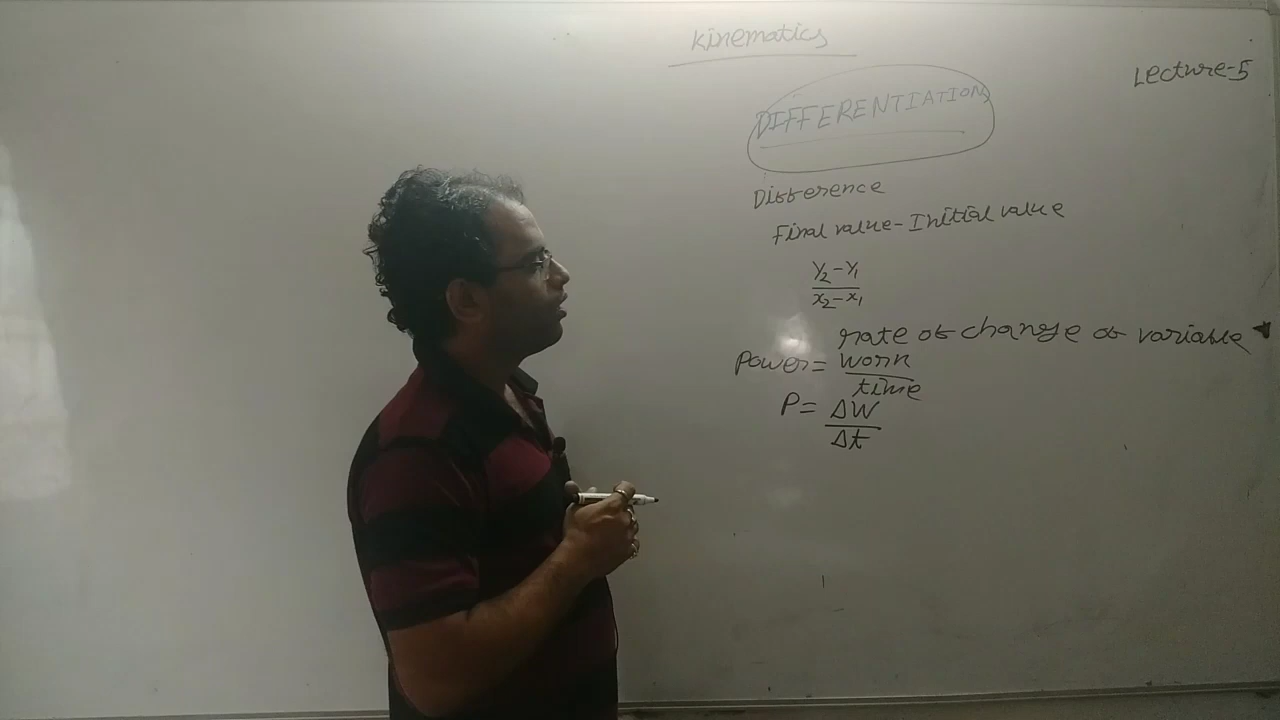 Kinematics
Lecture-5
DIFFERENTIATION
Difference
Final value-Initial value
Y₂-Y₁
X₂-X₁
rate of change of variable
Power= work
time
P= ΔW
Δt